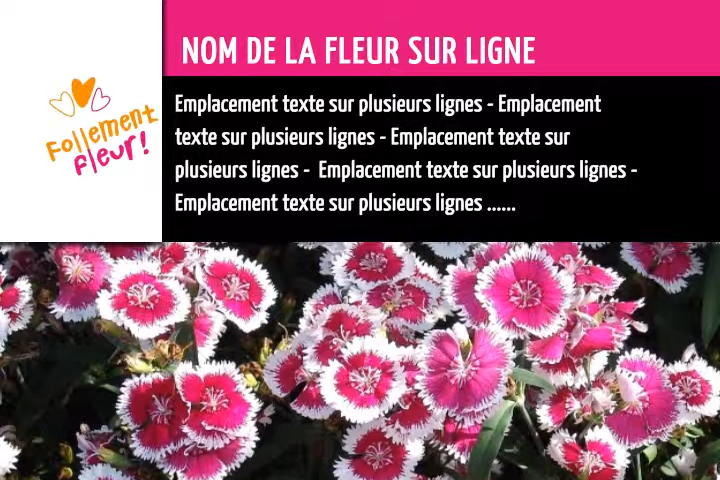 NOM DE LA FLEUR SUR LIGNE
Follement
fleur!
Emplacement texte sur plusieurs lignes - Emplacement
texte sur plusieurs lignes - Emplacement texte sur
plusieurs lignes -  Emplacement texte sur plusieurs lignes -
Emplacement texte sur plusieurs lignes ......